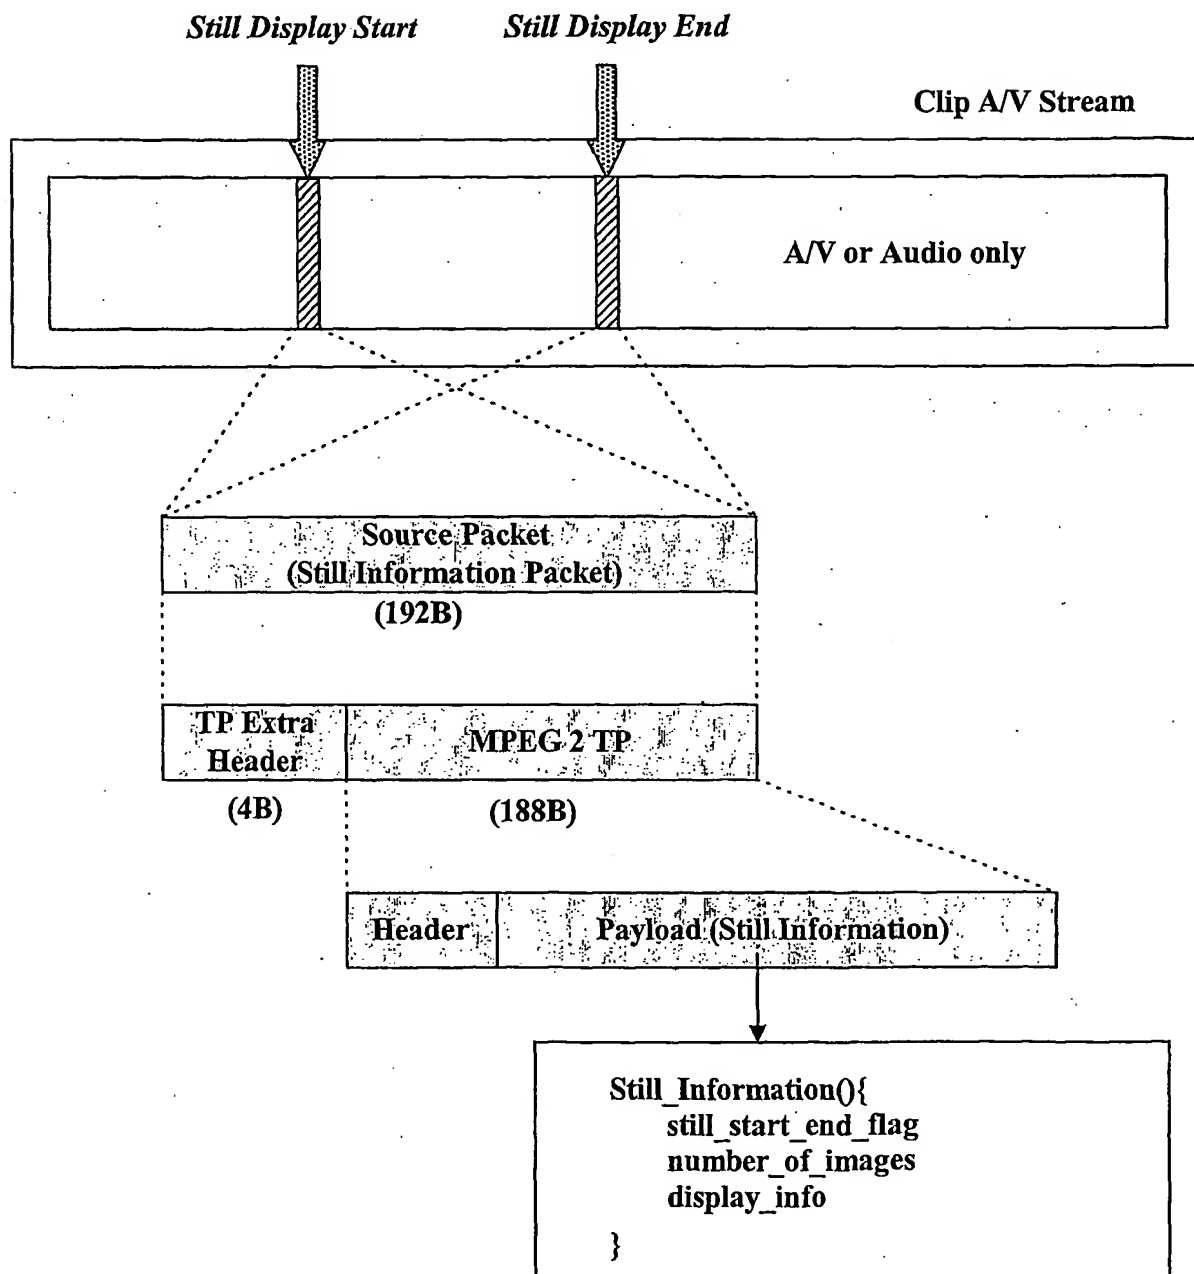 Still Display Start
Still Display End
Clip A/V Stream
A/V or Audio only
Source Packet
(Still Information Packet)
(192B)
TP Extra
Header
MPEG 2 TP
(4B)
(188B)
Header
Payload (Still Information)
Still_Information(){
still_start_end_flag
number_of_images
display_info
}